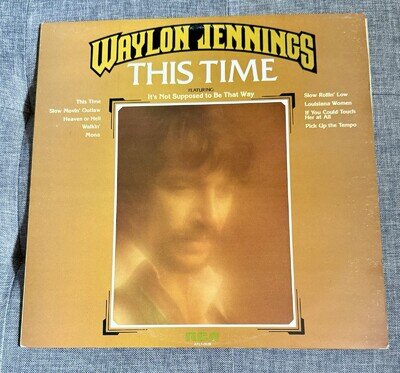 WAYLON JENNINGS
THIS TIME
FEATURING
It's Not Supposed to Be That Way
This Time
Slow Movin' Outlaw
Heaven or Hell
Walkin'
Mona
Slow Rollin' Low
Louisiana Women
If You Could Touch
Her at All
Pick Up the Tempo
RCA